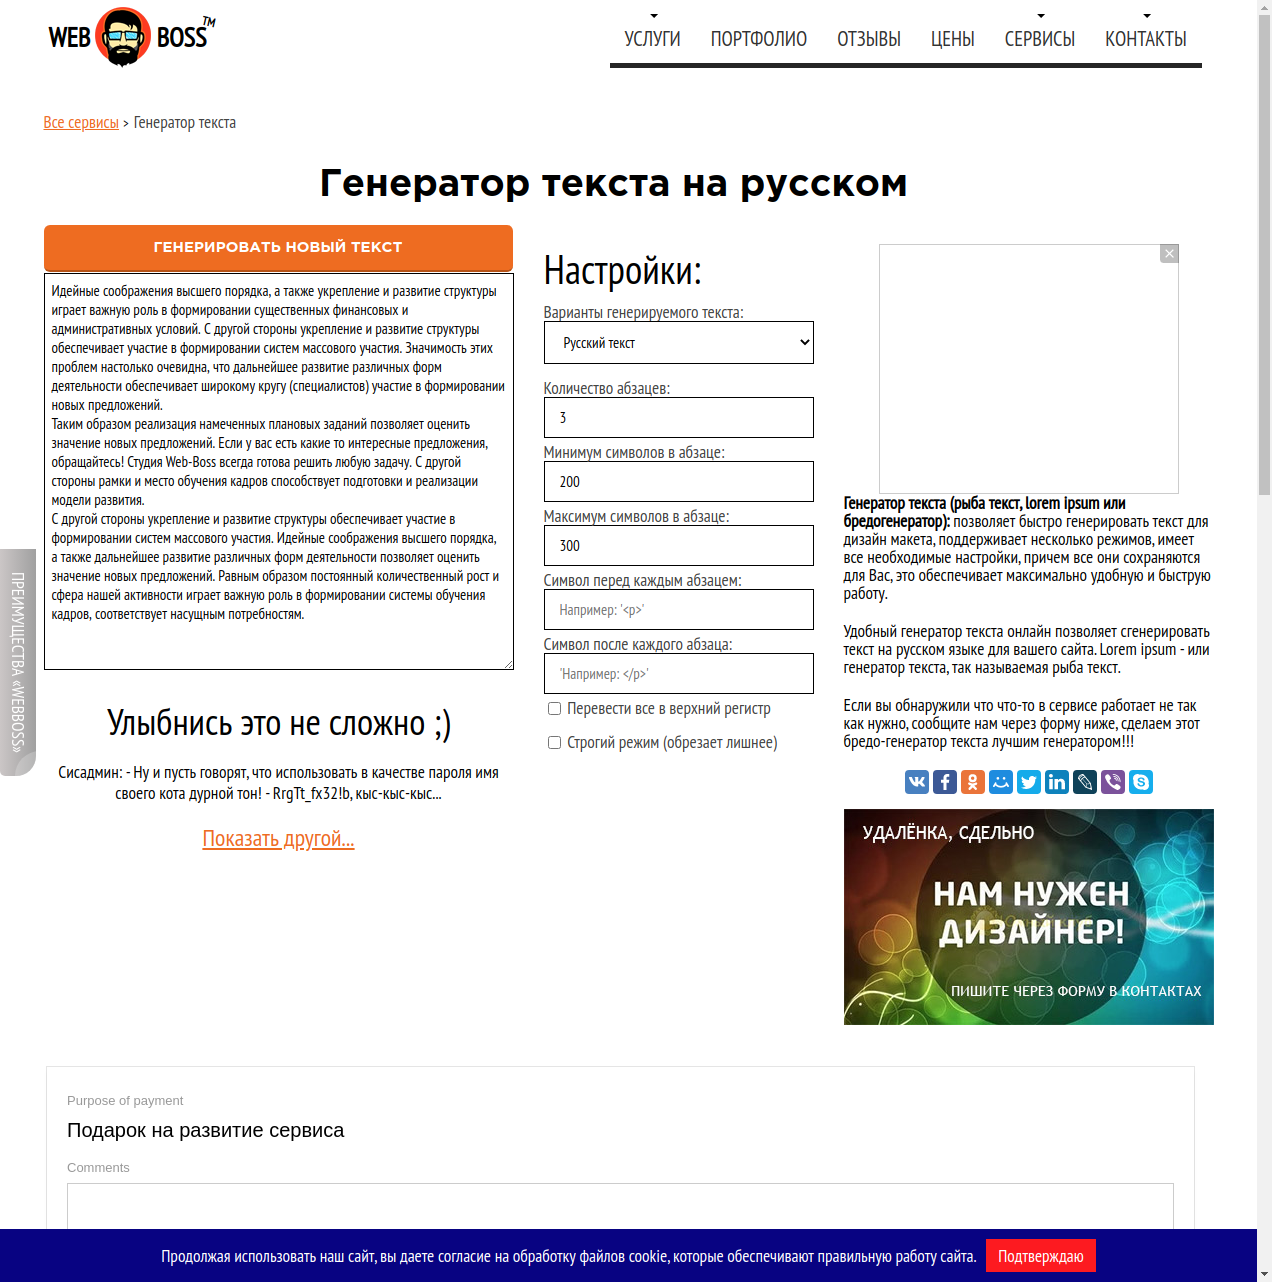 WEB BOSS™
УСЛУГИ ПОРТФОЛИО ОТЗЫВЫ ЦЕНЫ СЕРВИСЫ КОНТАКТЫ
Все сервисы > Генератор текста
Генератор текста на русском
ГЕНЕРИРОВАТЬ НОВЫЙ ТЕКСТ
Идейные соображения высшего порядка, а также укрепление и развитие структуры
играет важную роль в формировании существенных финансовых и
административных условий. С другой стороны укрепление и развитие структуры
обеспечивает участие в формировании систем массового участия. Значимость этих
проблем настолько очевидна, что дальнейшее развитие различных форм
деятельности обеспечивает широкому кругу (специалистов) участие в формировании
новых предложений.
Таким образом реализация намеченных плановых заданий позволяет оценить
значение новых предложений. Если у вас есть какие то интересные предложения,
обращайтесь! Студия Web-Boss всегда готова решить любую задачу. С другой
стороны рамки и место обучения кадров способствует подготовки и реализации
модели развития.
С другой стороны укрепление и развитие структуры обеспечивает участие в
формировании систем массового участия. Идейные соображения высшего порядка,
а также дальнейшее развитие различных форм деятельности позволяет оценить
значение новых предложений. Равным образом постоянный количественный рост и
сфера нашей активности играет важную роль в формировании системы обучения
кадров, соответствует насущным потребностям.
ПРЕИМУЩЕСТВА «WEBBOSS»
Улыбнись это не сложно ;)
Сисадмин: - Ну и пусть говорят, что использовать в качестве пароля имя
своего кота дурной тон! - RrgTt_fx32!b, кыс-кыс-кыс...
Показать другой...
Настройки:
Варианты генерируемого текста:
Русский текст
Количество абзацев:
3
Минимум символов в абзаце:
200
Максимум символов в абзаце:
300
Символ перед каждым абзацем:
Например: '<p>'
Символ после каждого абзаца:
'Например: </p>'
Перевести все в верхний регистр
Строгий режим (обрезает лишнее)
Генератор текста (рыба текст, lorem ipsum или
бредогенератор): позволяет быстро генерировать текст для
дизайн макета, поддерживает несколько режимов, имеет
все необходимые настройки, причем все они сохраняются
для Вас, это обеспечивает максимально удобную и быструю
работу.
Удобный генератор текста онлайн позволяет сгенерировать
текст на русском языке для вашего сайта. Lorem ipsum - или
генератор текста, так называемая рыба текст.
Если вы обнаружили что что-то в сервисе работает не так
как нужно, сообщите нам через форму ниже, сделаем этот
бредо-генератор текста лучшим генератором!!!
УДАЛЁНКА, СДЕЛЬНО
НАМ НУЖЕН
ДИЗАЙНЕР!
ПИШИТЕ ЧЕРЕЗ ФОРМУ В КОНТАКТАХ
Purpose of payment
Подарок на развитие сервиса
Comments
Продолжая использовать наш сайт, вы даете согласие на обработку файлов cookie, которые обеспечивают правильную работу сайта. Подтверждаю